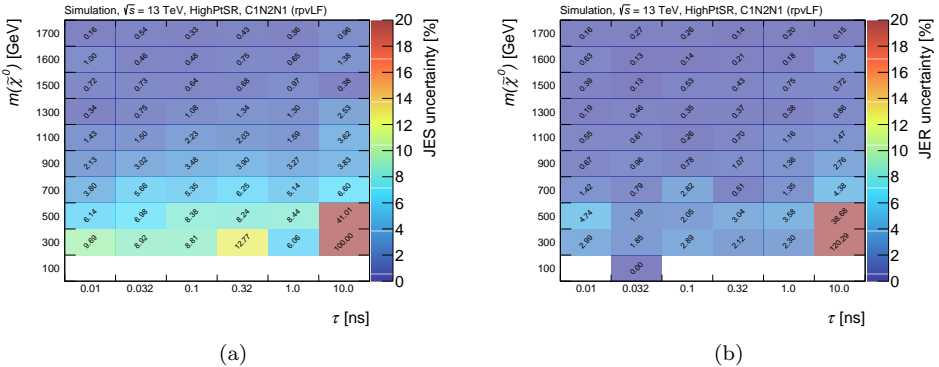 Simulation, √s = 13 TeV, HighPtSR, C1N2N1 (rpvLF)
m(χ̃⁰) [GeV]
1700 0.16 0.54 0.33 0.43 0.36 0.96
1600 1.00 0.46 0.48 0.75 0.65 1.38
1500 0.72 0.73 0.64 0.68 0.97 0.38
1300 0.34 0.75 1.08 1.34 1.30 2.53
1100 1.43 1.50 2.23 2.03 1.59 3.62
900 2.13 3.02 3.48 3.90 3.27 3.83
700 3.80 5.66 5.35 6.25 5.14 6.60
500 6.14 6.98 8.38 8.24 8.44 41.01
300 9.69 8.92 8.61 12.77 6.06 100.00
100
0.01 0.032 0.1 0.32 1.0 10.0
τ [ns]
20
18
16
14
12
10
8
6
4
2
0
JES uncertainty [%]
(a)
Simulation, √s = 13 TeV, HighPtSR, C1N2N1 (rpvLF)
m(χ̃⁰) [GeV]
1700 0.16 0.27 0.26 0.14 0.20 0.15
1600 0.63 0.13 0.14 0.21 0.18 1.35
1500 0.39 0.13 0.53 0.43 0.75 0.72
1300 0.19 0.46 0.35 0.37 0.38 0.86
1100 0.55 0.61 0.26 0.70 1.16 1.47
900 0.67 0.96 0.78 1.07 1.36 2.76
700 1.42 0.79 2.82 0.51 1.35 4.38
500 4.74 1.99 2.05 3.04 3.58 38.68
300 2.99 1.85 2.89 2.12 2.30 120.29
100 0.00
0.01 0.032 0.1 0.32 1.0 10.0
τ [ns]
20
18
16
14
12
10
8
6
4
2
0
JER uncertainty [%]
(b)